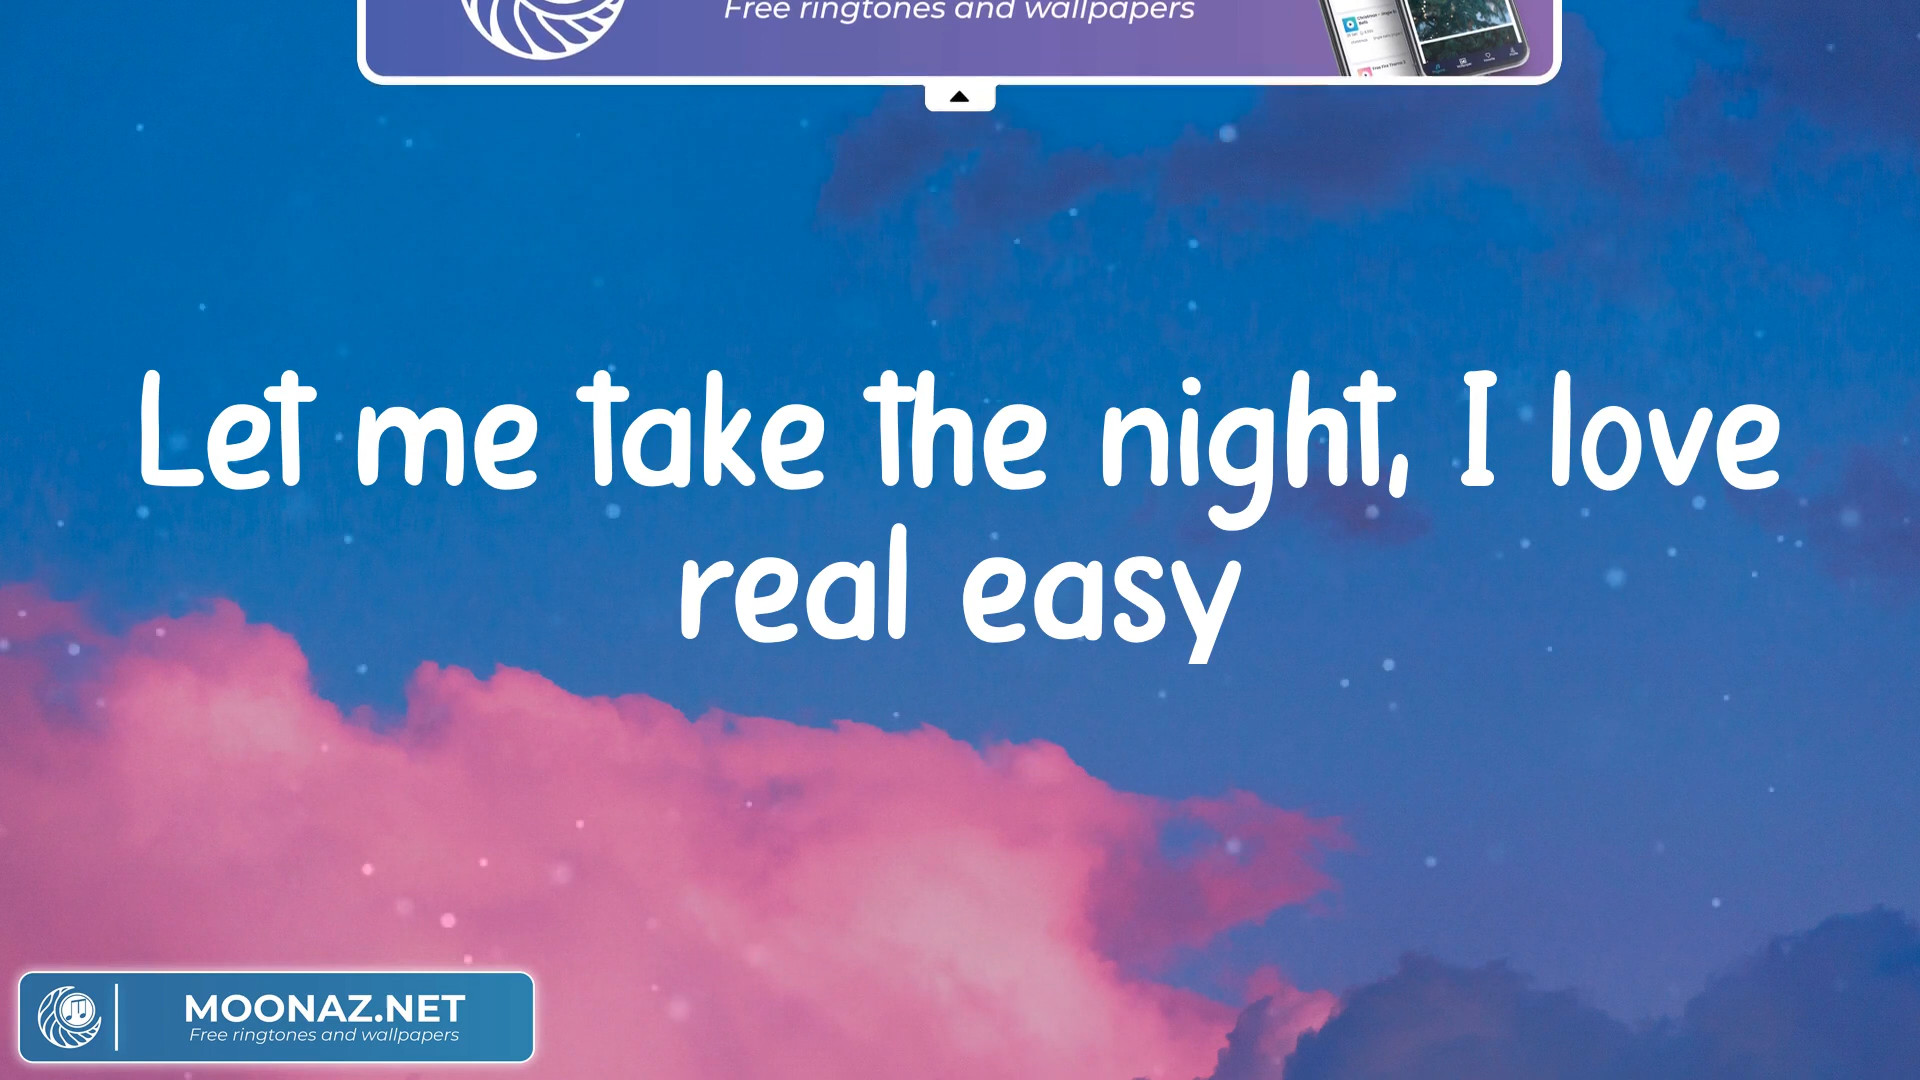 Free ringtones and wallpapers
Let me take the night, I love
real easy
MOONAZ.NET
Free ringtones and wallpapers